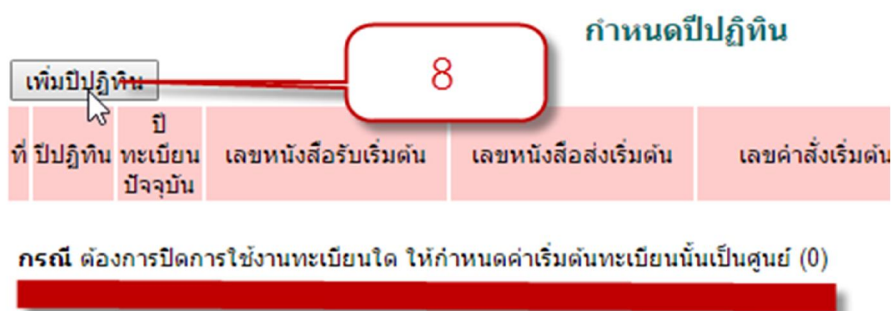 กำหนดปีปฏิทิน
เพิ่มปีปฏิทิน
8
ที่ ปีปฏิทิน ปีทะเบียนปัจจุบัน เลขหนังสือรับเริ่มต้น เลขหนังสือส่งเริ่มต้น เลขคำสั่งเริ่มต้น
กรณี ต้องการปิดการใช้งานทะเบียนใด ให้กำหนดค่าเริ่มต้นทะเบียนนั้นเป็นศูนย์ (0)